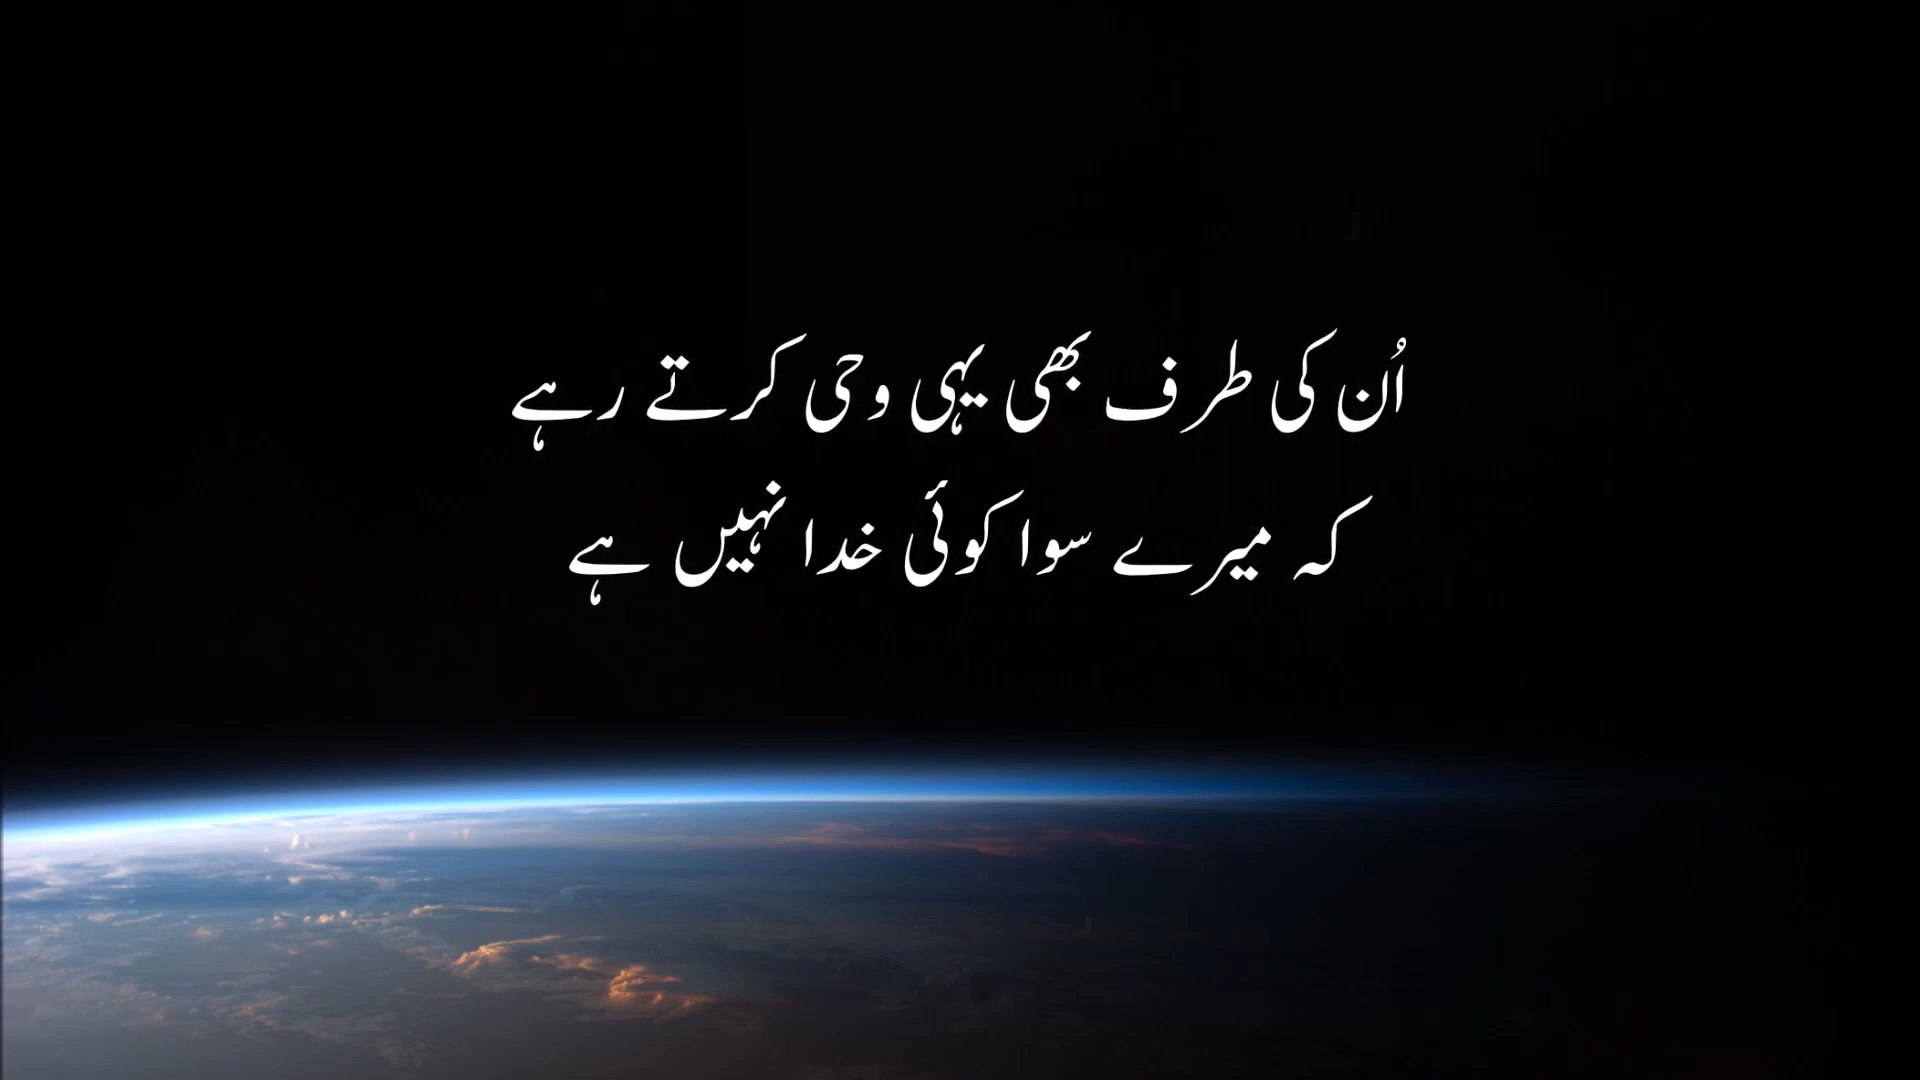 اُن کی طرف بھی یہی وحی کرتے رہے
کہ میرے سوا کوئی خدا نہیں ہے